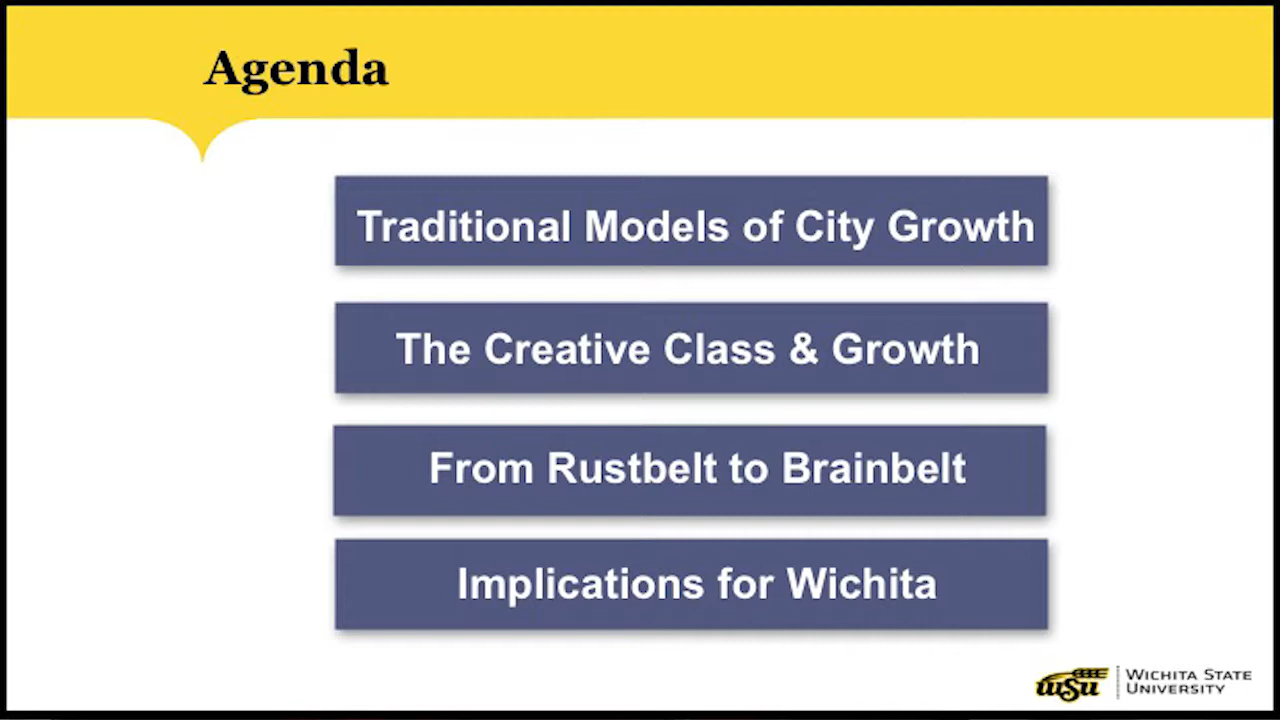 Agenda
Traditional Models of City Growth
The Creative Class & Growth
From Rustbelt to Brainbelt
Implications for Wichita
wsu
WICHITA STATE
UNIVERSITY